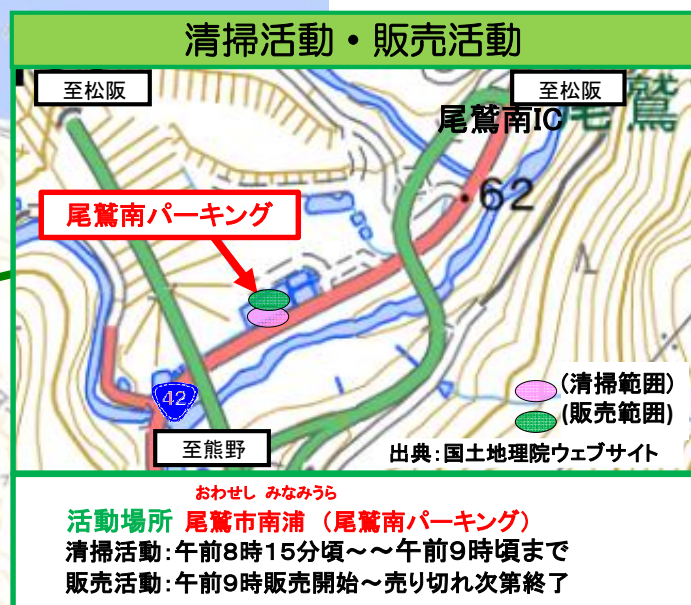 清掃活動・販売活動
至松阪
至松阪
尾鷲南IC
鷲
尾鷲南パーキング
62
42
(清掃範囲)
(販売範囲)
至熊野
出典:国土地理院ウェブサイト
おわせし みなみうら
活動場所 尾鷲市南浦 (尾鷲南パーキング)
清掃活動:午前8時15分頃~~午前9時頃まで
販売活動:午前9時販売開始~売り切れ次第終了